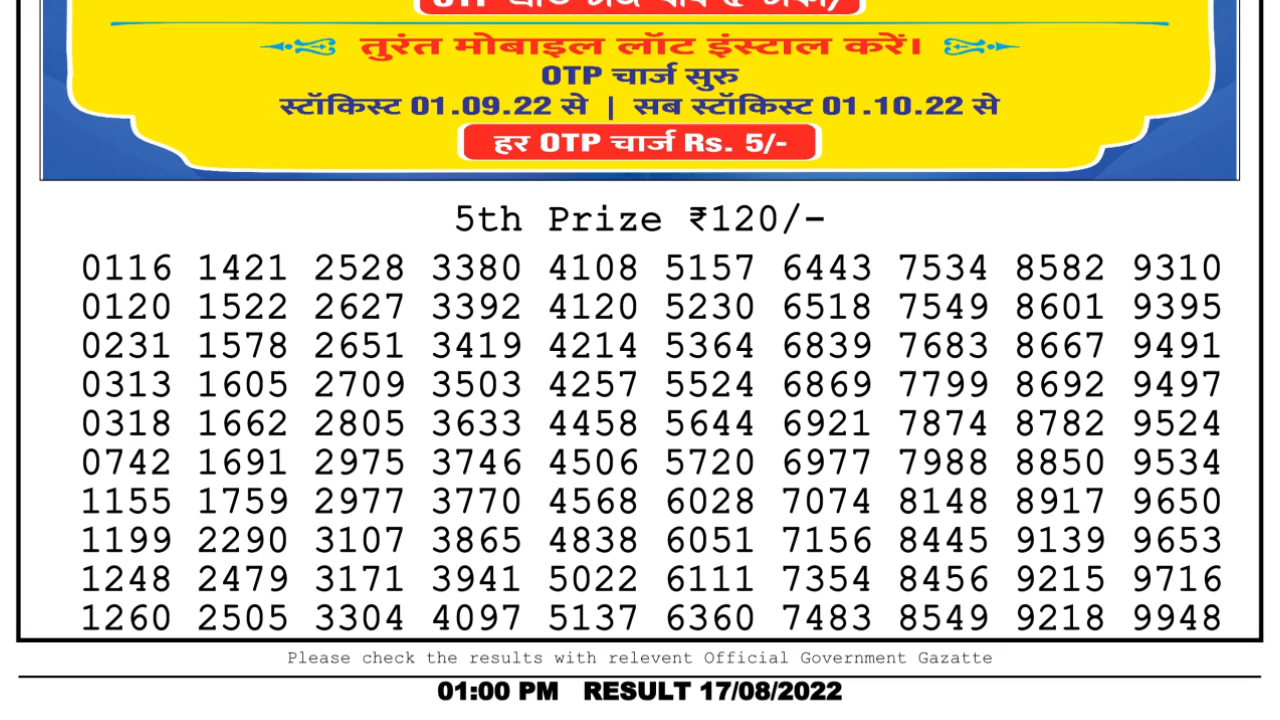 OTP
तुरंत मोबाइल लॉट इंस्टाल करें।
OTP चार्ज सुरु
स्टॉकिस्ट 01.09.22 से | सब स्टॉकिस्ट 01.10.22 से
हर OTP चार्ज Rs. 5/-
5th Prize ₹120/-
0116 1421 2528 3380 4108 5157 6443 7534 8582 9310
0120 1522 2627 3392 4120 5230 6518 7549 8601 9395
0231 1578 2651 3419 4214 5364 6839 7683 8667 9491
0313 1605 2709 3503 4257 5524 6869 7799 8692 9497
0318 1662 2805 3633 4458 5644 6921 7874 8782 9524
0742 1691 2975 3746 4506 5720 6977 7988 8850 9534
1155 1759 2977 3770 4568 6028 7074 8148 8917 9650
1199 2290 3107 3865 4838 6051 7156 8445 9139 9653
1248 2479 3171 3941 5022 6111 7354 8456 9215 9716
1260 2505 3304 4097 5137 6360 7483 8549 9218 9948
Please check the results with relevent Official Government Gazatte
01:00 PM RESULT 17/08/2022